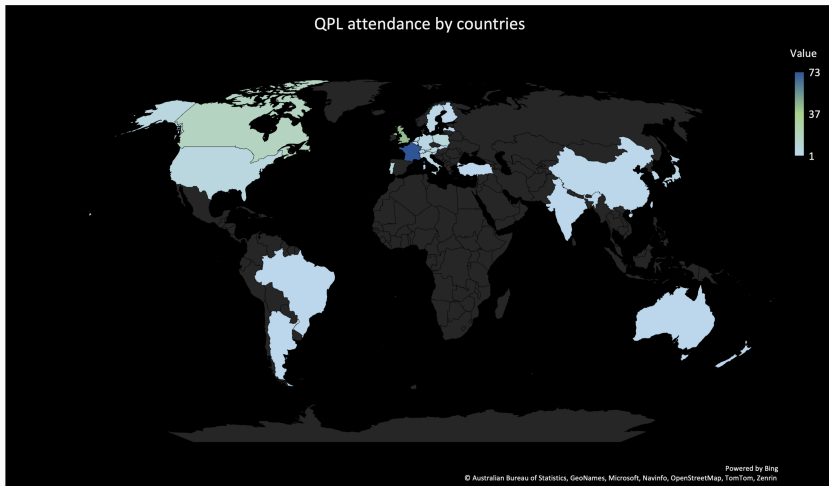 QPL attendance by countries
Value
73
37
1
Powered by Bing
© Australian Bureau of Statistics, GeoNames, Microsoft, Navinfo, OpenStreetMap, TomTom, Zenrin